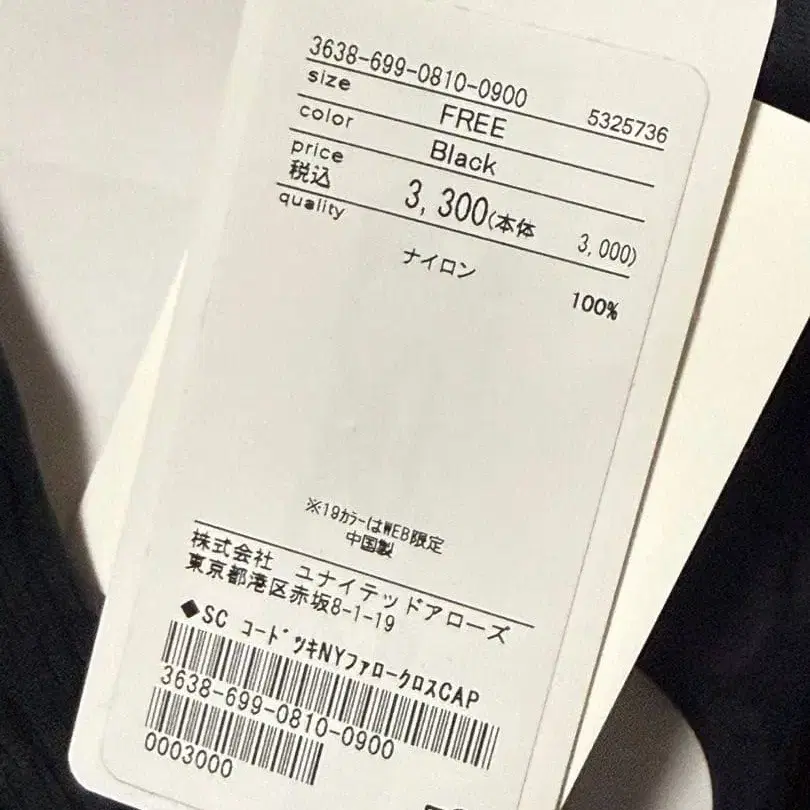 3638-699-0810-0900
size FREE 5325736
color Black
price
税込 3,300(本体 3,000)
quality
ナイロン 100%
※19ｶﾗｰはWEB限定
中国製
株式会社 ユナイテッドアローズ
東京都港区赤坂8-1-19
◆SC ｺｰﾄﾞﾂｷNYﾌｧﾛｰｸﾛｽCAP
3638-699-0810-0900
0003000